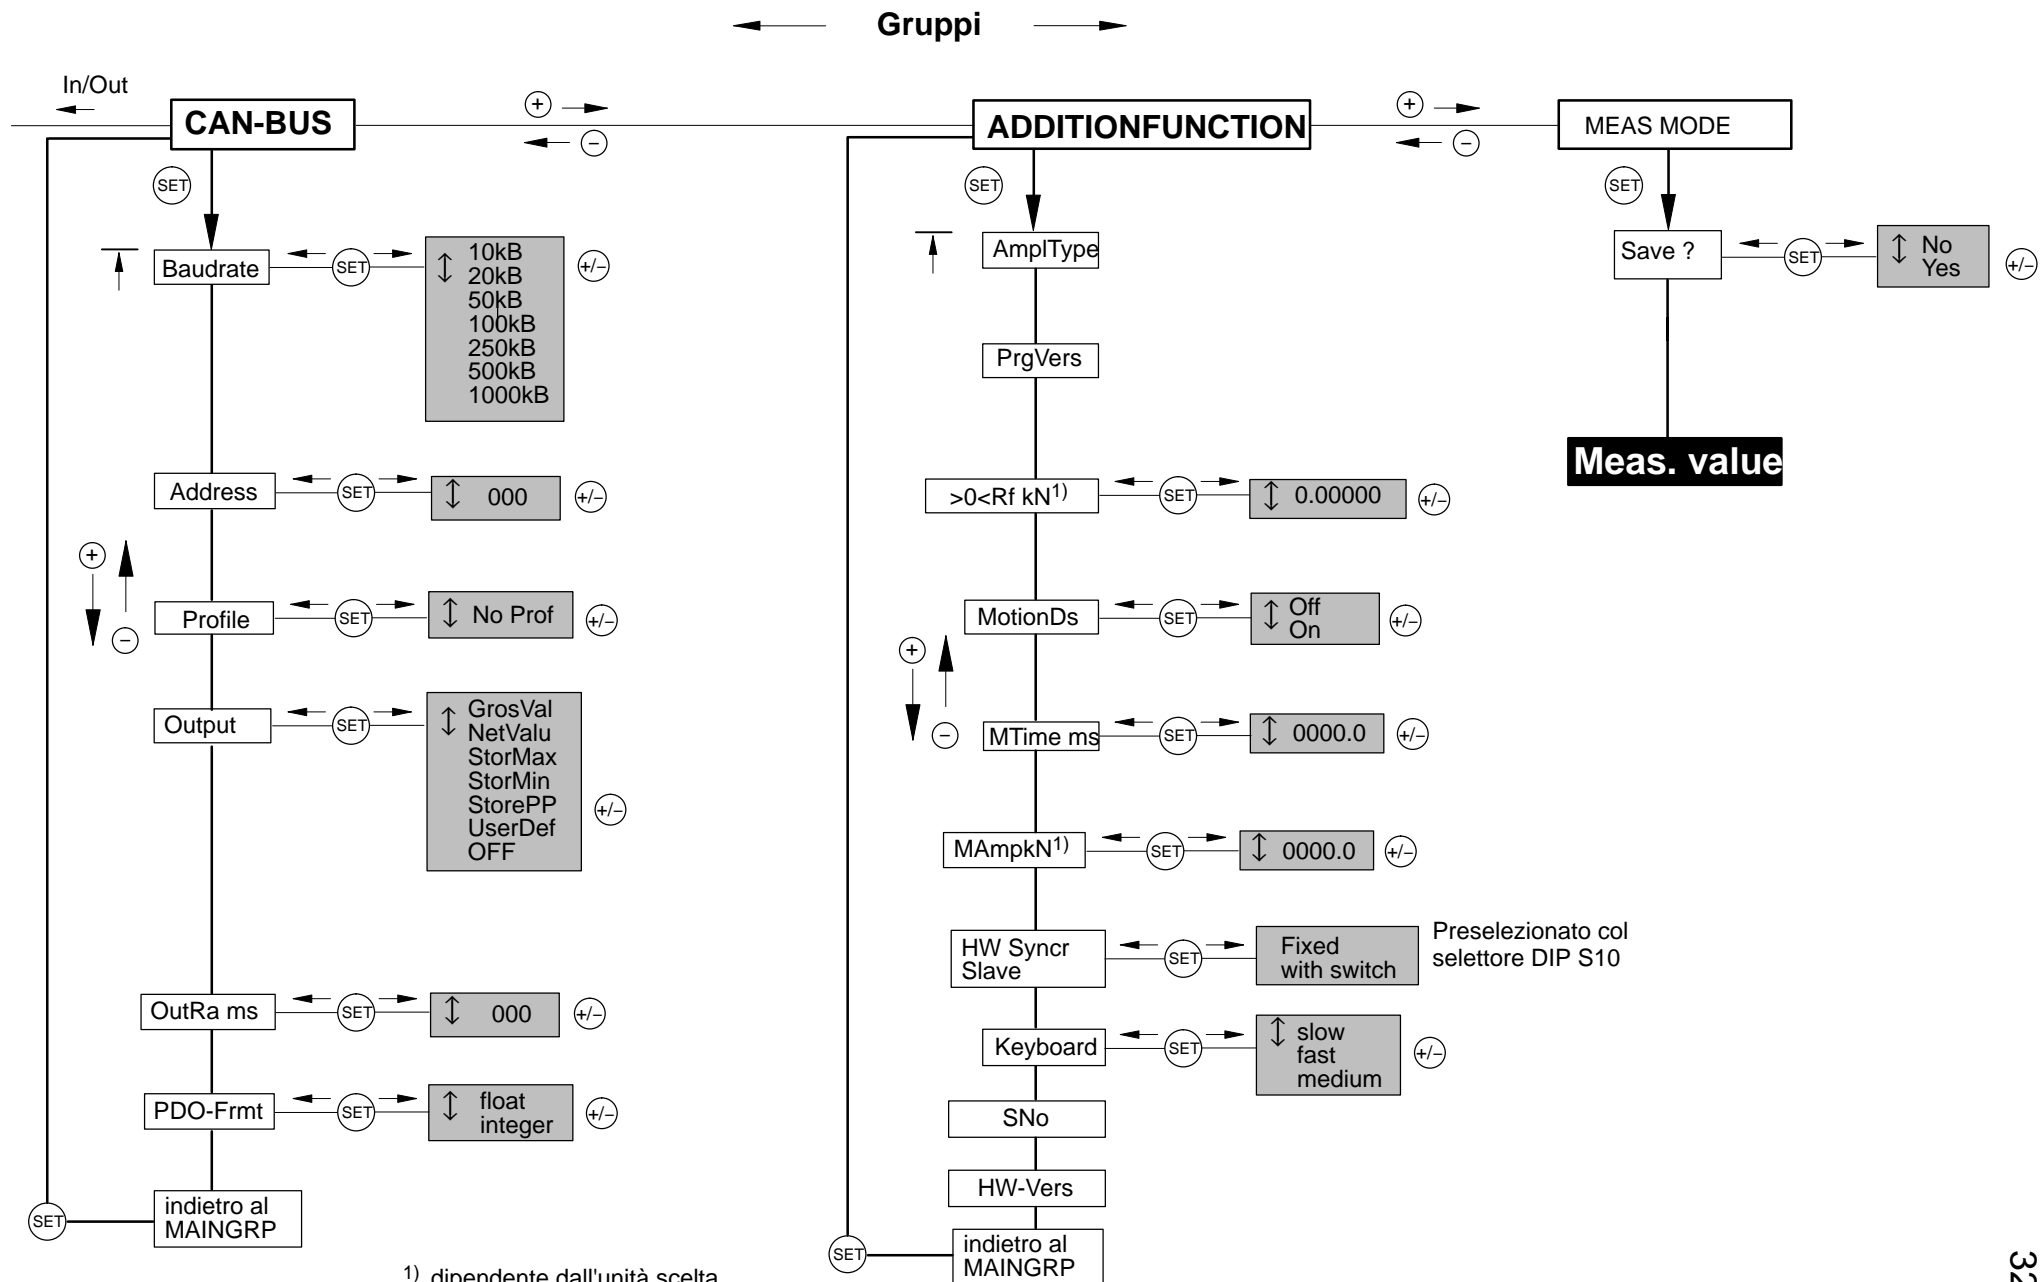 Gruppi
In/Out
CAN-BUS
+
−
SET
Baudrate
SET
10kB
20kB
50kB
100kB
250kB
500kB
1000kB
+/−
Address
SET
000
+/−
+
−
Profile
SET
No Prof
+/−
Output
SET
GrosVal
NetValu
StorMax
StorMin
StorePP
UserDef
OFF
+/−
OutRa ms
SET
000
+/−
PDO-Frmt
SET
float
integer
+/−
SET
indietro al
MAINGRP
1) dipendente dall'unità scelta
ADDITIONFUNCTION
+
−
SET
AmplType
PrgVers
>0<Rf kN1)
SET
0.00000
+/−
MotionDs
SET
Off
On
+/−
+
−
MTime ms
SET
0000.0
+/−
MAmpkN1)
SET
0000.0
+/−
HW Syncr
Slave
SET
Fixed
with switch
Preselezionato col
selettore DIP S10
Keyboard
SET
slow
fast
medium
+/−
SNo
HW-Vers
SET
indietro al
MAINGRP
MEAS MODE
SET
Save ?
SET
No
Yes
+/−
Meas. value
32